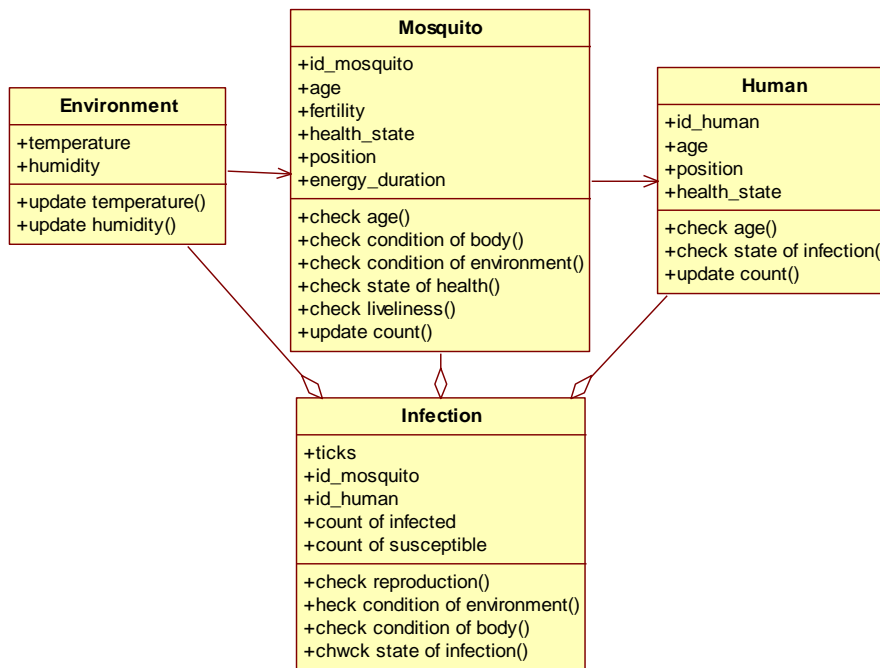 Environment
+temperature
+humidity
+update temperature()
+update humidity()
Mosquito
+id_mosquito
+age
+fertility
+health_state
+position
+energy_duration
+check age()
+check condition of body()
+check condition of environment()
+check state of health()
+check liveliness()
+update count()
Human
+id_human
+age
+position
+health_state
+check age()
+check state of infection(
+update count()
Infection
+ticks
+id_mosquito
+id_human
+count of infected
+count of susceptible
+check reproduction()
+heck condition of environment()
+check condition of body()
+chwck state of infection()